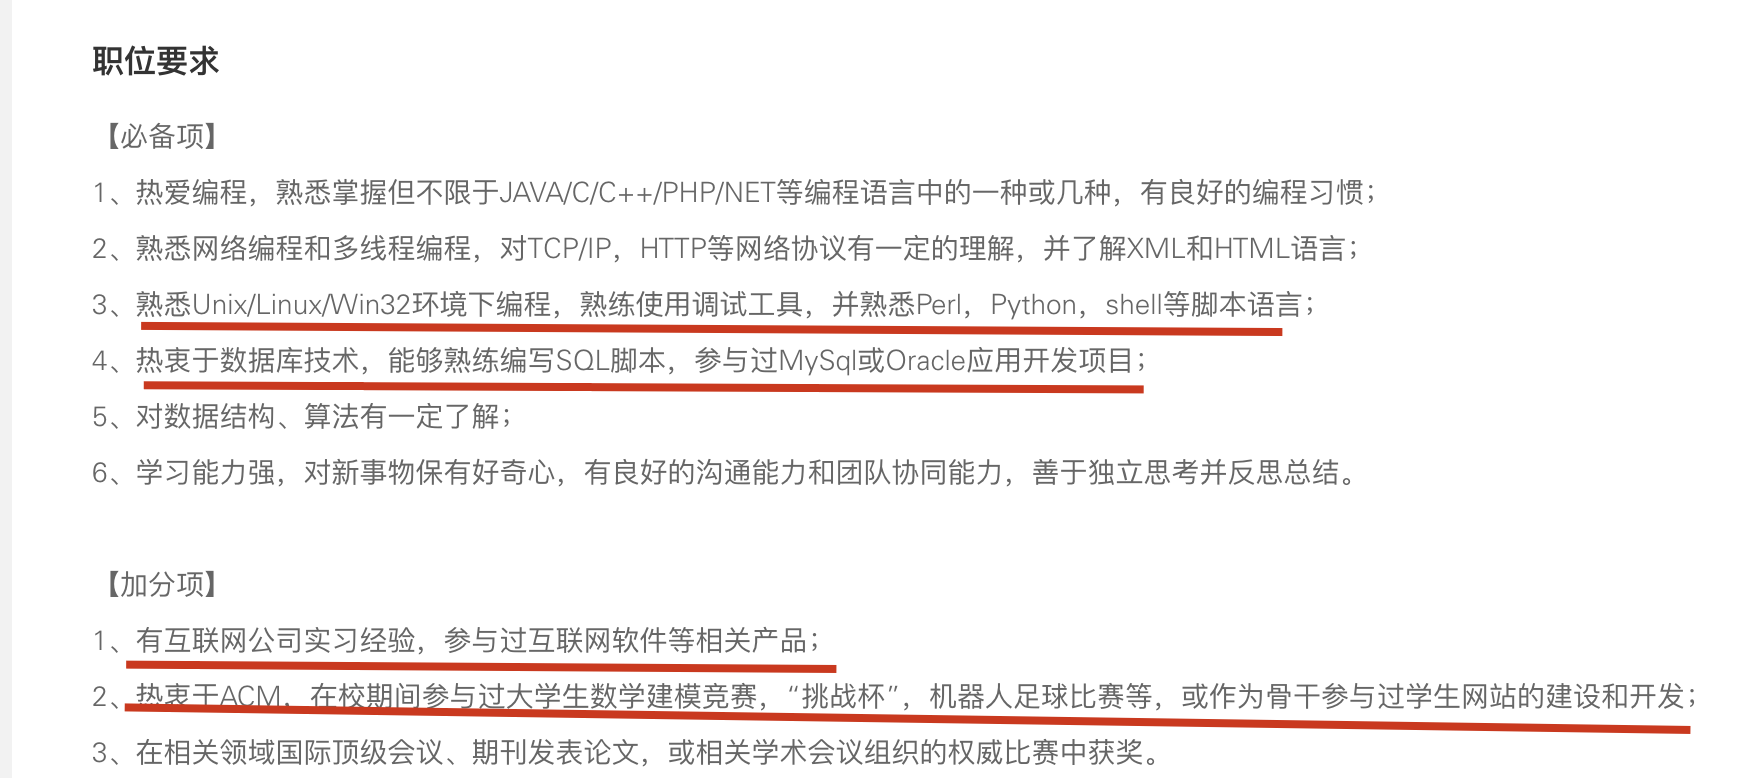 职位要求
【必备项】
1、热爱编程，熟悉掌握但不限于JAVA/C/C++/PHP/NET等编程语言中的一种或几种，有良好的编程习惯；
2、熟悉网络编程和多线程编程，对TCP/IP，HTTP等网络协议有一定的理解，并了解XML和HTML语言；
3、熟悉Unix/Linux/Win32环境下编程，熟练使用调试工具，并熟悉Perl，Python，shell等脚本语言；
4、热衷于数据库技术，能够熟练编写SQL脚本，参与过MySql或Oracle应用开发项目；
5、对数据结构、算法有一定了解；
6、学习能力强，对新事物保有好奇心，有良好的沟通能力和团队协同能力，善于独立思考并反思总结。
【加分项】
1、有互联网公司实习经验，参与过互联网软件等相关产品；
2、热衷于ACM，在校期间参与过大学生数学建模竞赛，“挑战杯”，机器人足球比赛等，或作为骨干参与过学生网站的建设和开发；
3、在相关领域国际顶级会议、期刊发表论文，或相关学术会议组织的权威比赛中获奖。